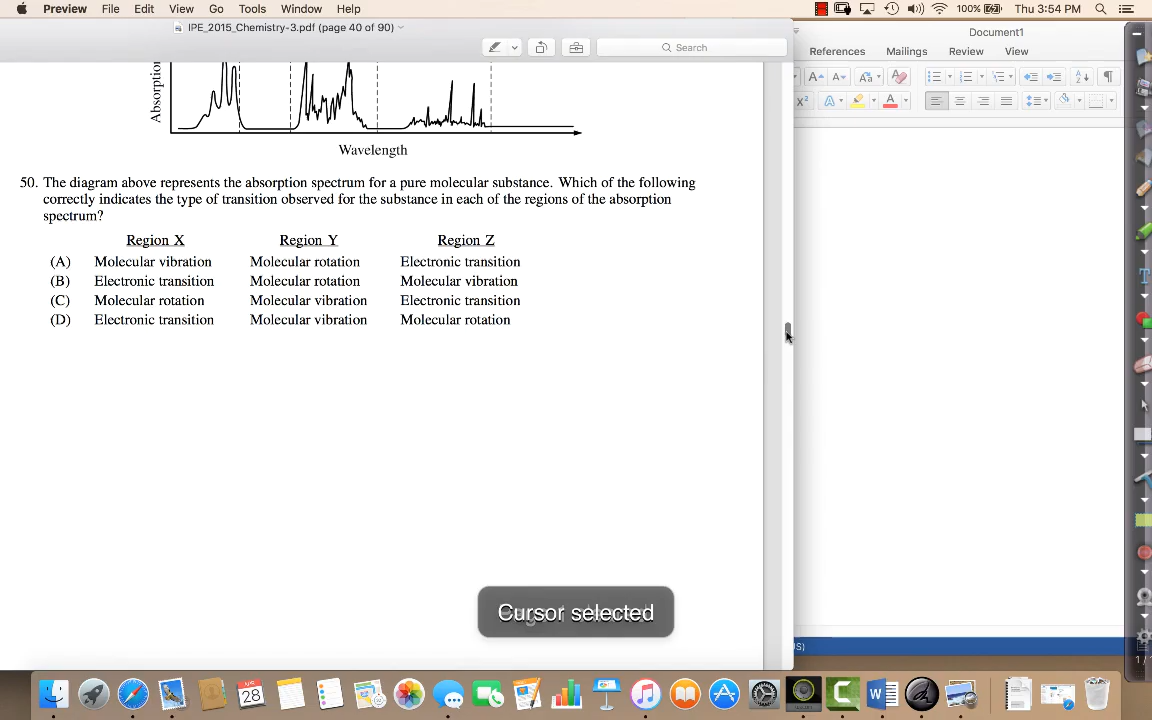 Preview File Edit View Go Tools Window Help 100% Thu 3:54 PM
IPE_2015_Chemistry-3.pdf (page 40 of 90)
Document1
Search
References Mailings Review View
A A Aa
X² A A
Absorptio
Wavelength
50. The diagram above represents the absorption spectrum for a pure molecular substance. Which of the following
correctly indicates the type of transition observed for the substance in each of the regions of the absorption
spectrum?
Region X Region Y Region Z
(A) Molecular vibration Molecular rotation Electronic transition
(B) Electronic transition Molecular rotation Molecular vibration
(C) Molecular rotation Molecular vibration Electronic transition
(D) Electronic transition Molecular vibration Molecular rotation
Cursor selected
S)
1/
28